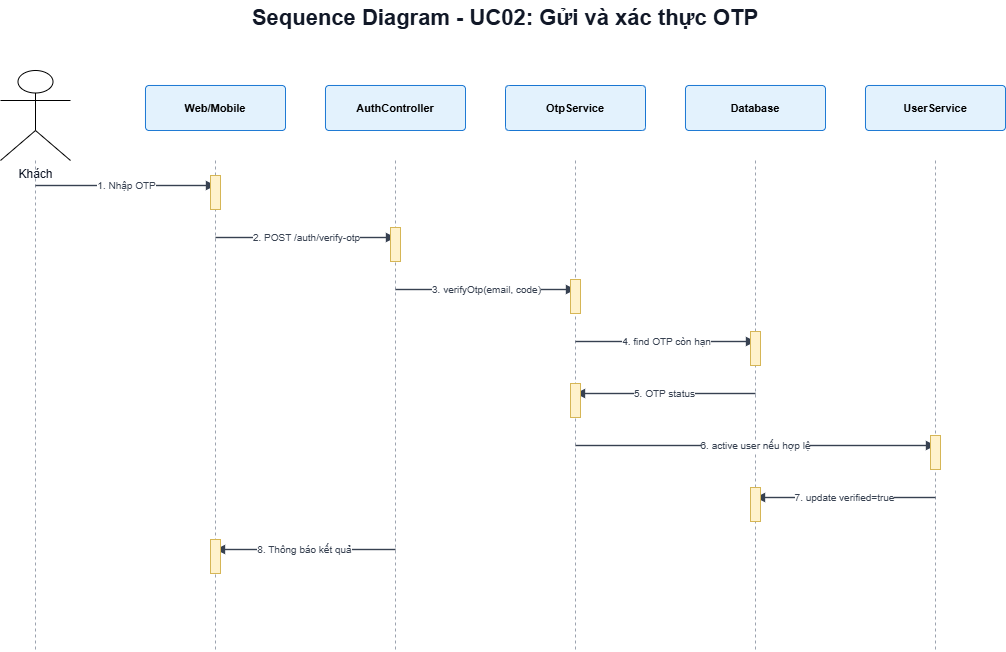 Sequence Diagram - UC02: Gửi và xác thực OTP
Web/Mobile
AuthController
OtpService
Database
UserService
Khách
1. Nhập OTP
2. POST /auth/verify-otp
3. verifyOtp(email, code)
4. find OTP còn hạn
5. OTP status
6. active user nếu hợp lệ
7. update verified=true
8. Thông báo kết quả